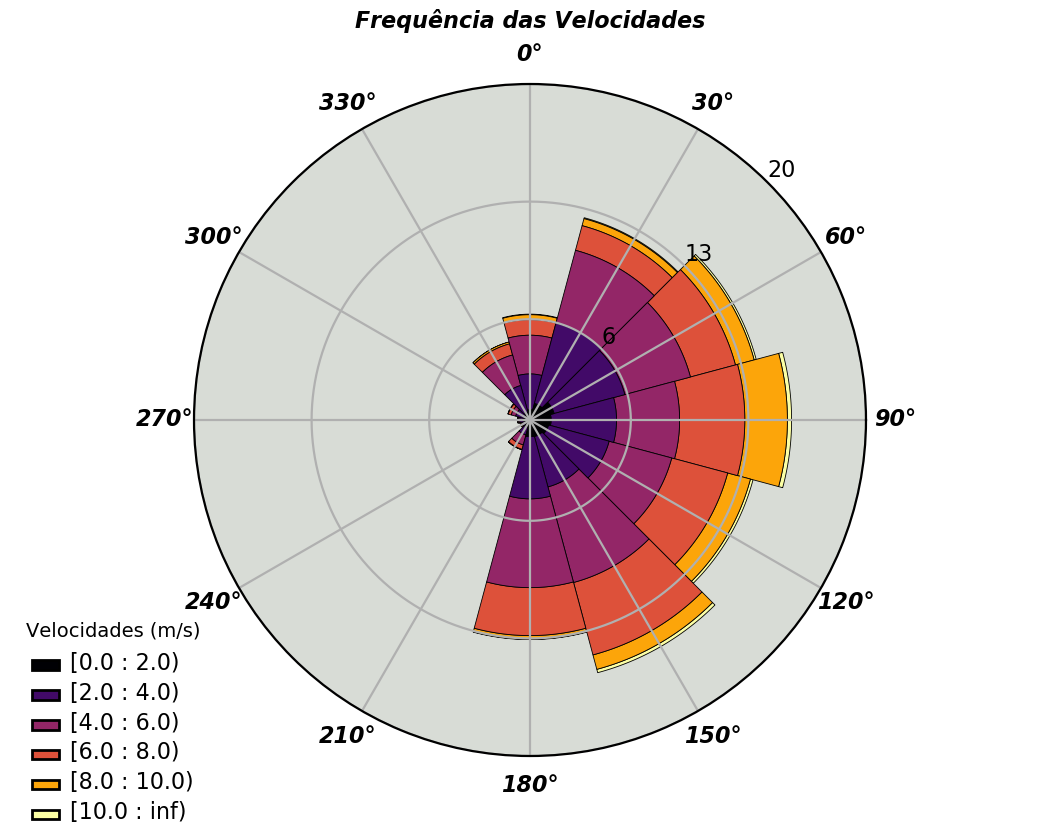 Frequência das Velocidades
0°
330°
30°
20
300°
60°
13
6
270°
90°
240°
120°
210°
150°
180°
Velocidades (m/s)
[0.0 : 2.0)
[2.0 : 4.0)
[4.0 : 6.0)
[6.0 : 8.0)
[8.0 : 10.0)
[10.0 : inf)